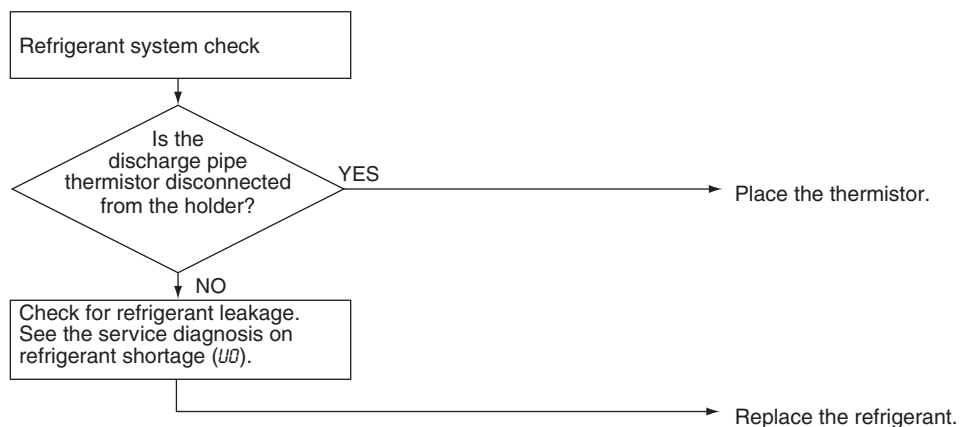 Refrigerant system check
Is the
discharge pipe
thermistor disconnected
from the holder?
YES
Place the thermistor.
NO
Check for refrigerant leakage.
See the service diagnosis on
refrigerant shortage (U0).
Replace the refrigerant.